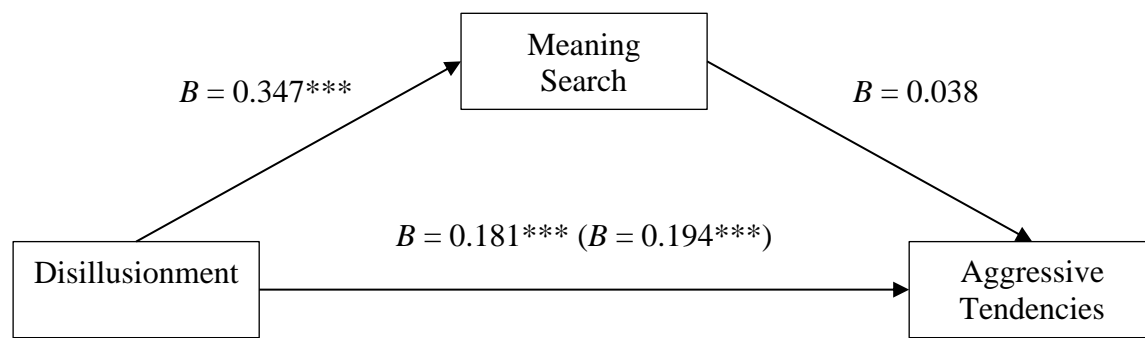 Meaning
Search
B = 0.347***
B = 0.038
B = 0.181*** (B = 0.194***)
Disillusionment
Aggressive
Tendencies